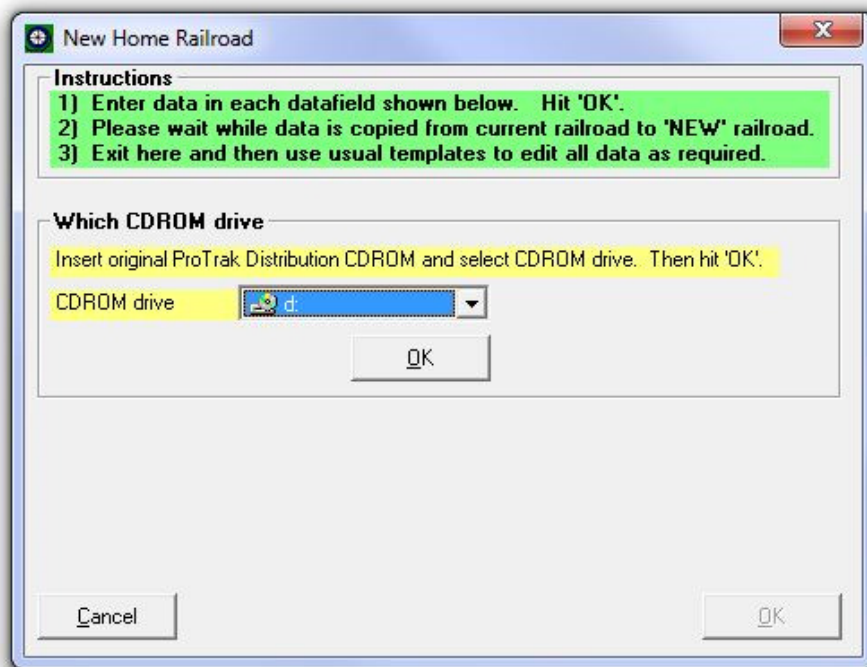 New Home Railroad
Instructions
1) Enter data in each datafield shown below. Hit 'OK'.
2) Please wait while data is copied from current railroad to 'NEW' railroad.
3) Exit here and then use usual templates to edit all data as required.
Which CDROM drive
Insert original ProTrak Distribution CDROM and select CDROM drive. Then hit 'OK'.
CDROM drive d:
OK
Cancel OK